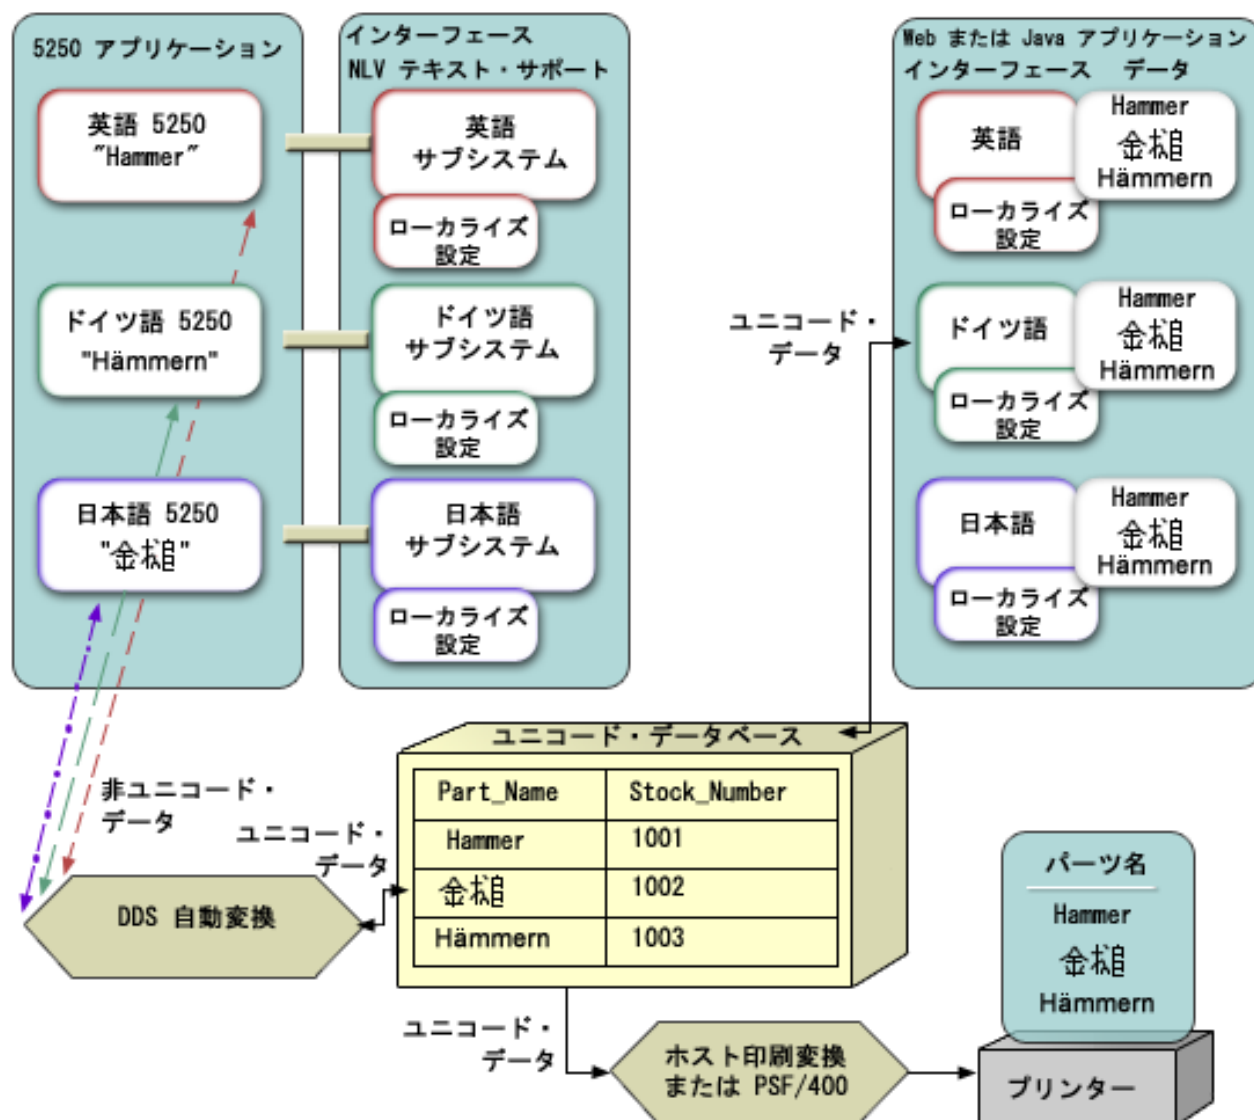 5250 アプリケーション
英語 5250
"Hammer"
ドイツ語 5250
"Hämmern"
日本語 5250
"金槌"
インターフェース
NLV テキスト・サポート
英語
サブシステム
ローカライズ
設定
ドイツ語
サブシステム
ローカライズ
設定
日本語
サブシステム
ローカライズ
設定
Web または Java アプリケーション
インターフェース データ
英語
ローカライズ
設定
Hammer
金槌
Hämmern
ドイツ語
ローカライズ
設定
Hammer
金槌
Hämmern
日本語
ローカライズ
設定
Hammer
金槌
Hämmern
ユニコード・
データ
非ユニコード・
データ
ユニコード・
データ
DDS 自動変換
ユニコード・データベース
Part_Name Stock_Number
Hammer 1001
金槌 1002
Hämmern 1003
ユニコード・
データ
ホスト印刷変換
または PSF/400
パーツ名
Hammer
金槌
Hämmern
プリンター